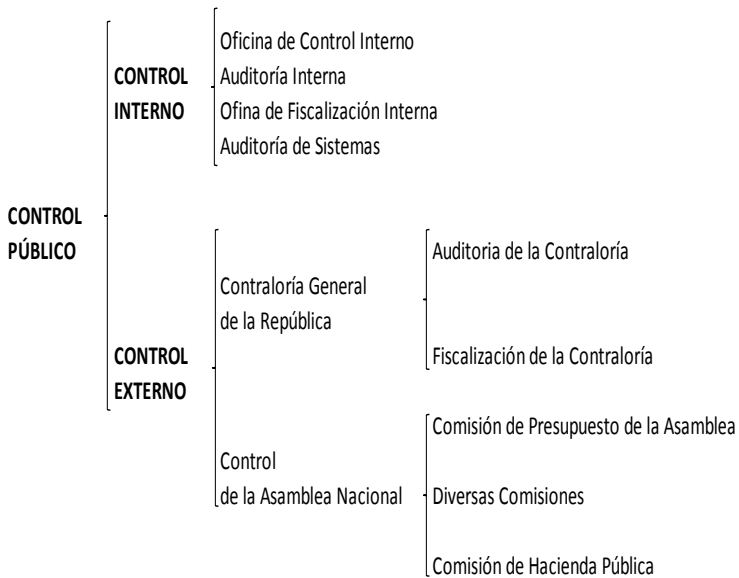 CONTROL
PÚBLICO
CONTROL
INTERNO
Oficina de Control Interno
Auditoría Interna
Ofina de Fiscalización Interna
Auditoría de Sistemas
CONTROL
EXTERNO
Contraloría General
de la República
Auditoria de la Contraloría
Fiscalización de la Contraloría
Control
de la Asamblea Nacional
Comisión de Presupuesto de la Asamblea
Diversas Comisiones
Comisión de Hacienda Pública